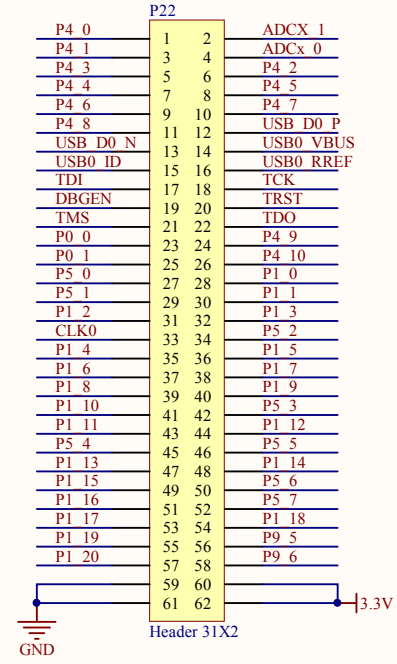 P22
P4_0 1 2 ADCX_1
P4_1 3 4 ADCx_0
P4_3 5 6 P4_2
P4_4 7 8 P4_5
P4_6 9 10 P4_7
P4_8 11 12 USB_D0_P
USB_D0_N 13 14 USB0_VBUS
USB0_ID 15 16 USB0_RREF
TDI 17 18 TCK
DBGEN 19 20 TRST
TMS 21 22 TDO
P0_0 23 24 P4_9
P0_1 25 26 P4_10
P5_0 27 28 P1_0
P5_1 29 30 P1_1
P1_2 31 32 P1_3
CLK0 33 34 P5_2
P1_4 35 36 P1_5
P1_6 37 38 P1_7
P1_8 39 40 P1_9
P1_10 41 42 P5_3
P1_11 43 44 P1_12
P5_4 45 46 P5_5
P1_13 47 48 P1_14
P1_15 49 50 P5_6
P1_16 51 52 P5_7
P1_17 53 54 P1_18
P1_19 55 56 P9_5
P1_20 57 58 P9_6
59 60
61 62 3.3V
Header 31X2
GND